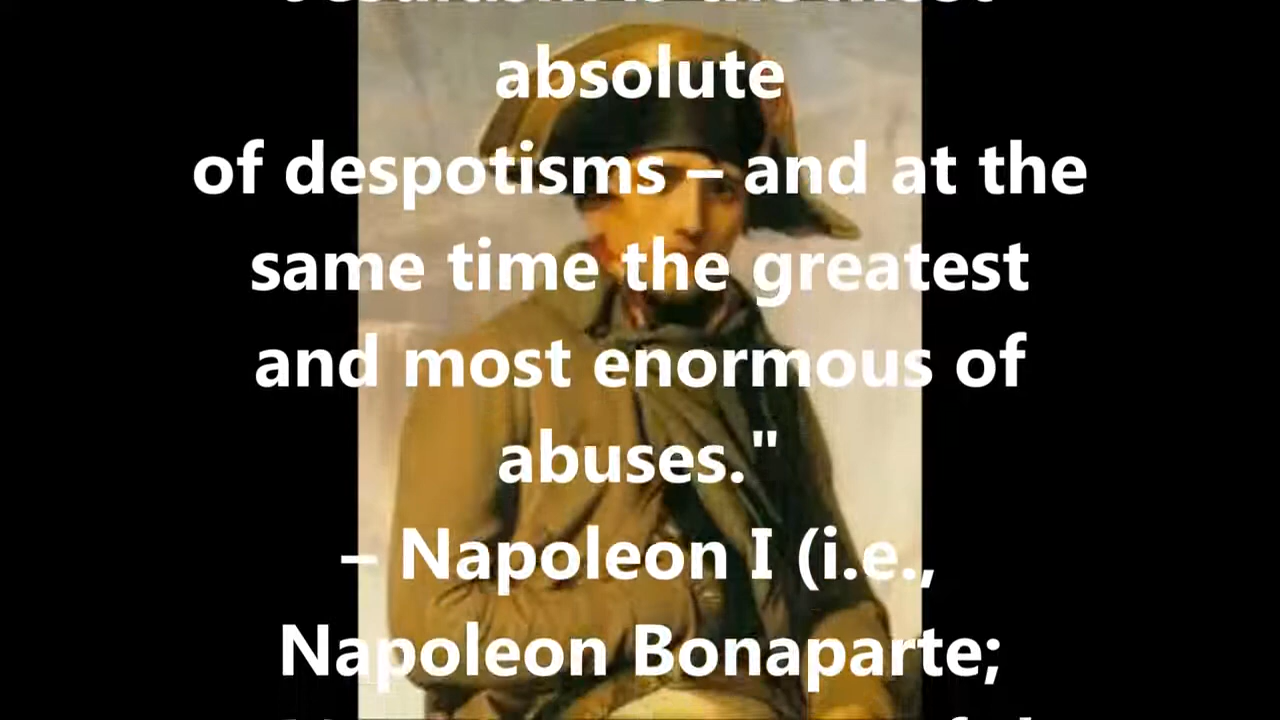 absolute
of despotisms – and at the
same time the greatest
and most enormous of
abuses."
– Napoleon I (i.e.,
Napoleon Bonaparte;